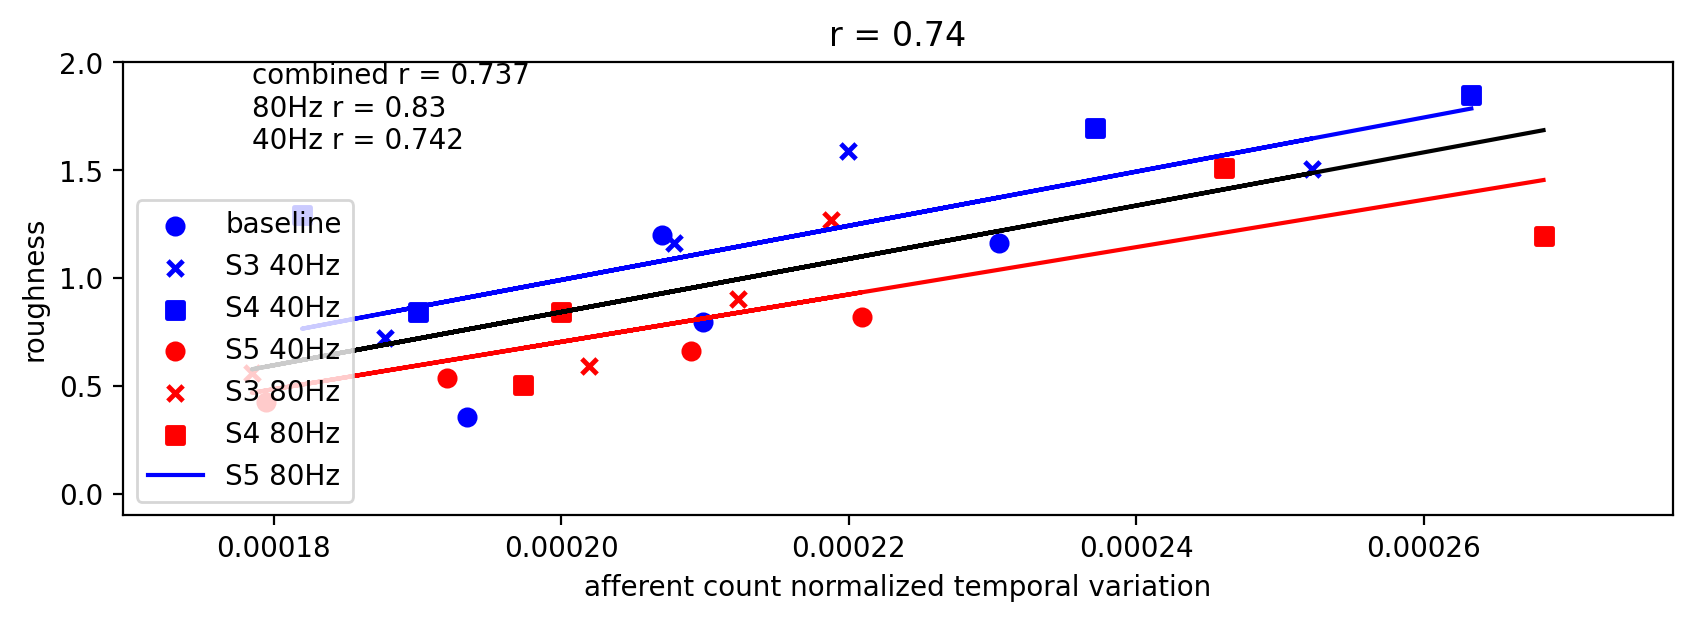 r = 0.74
combined r = 0.737
80Hz r = 0.83
40Hz r = 0.742
2.0
1.5
1.0
0.5
0.0
roughness
baseline
S3 40Hz
S4 40Hz
S5 40Hz
S3 80Hz
S4 80Hz
S5 80Hz
0.00018 0.00020 0.00022 0.00024 0.00026
afferent count normalized temporal variation